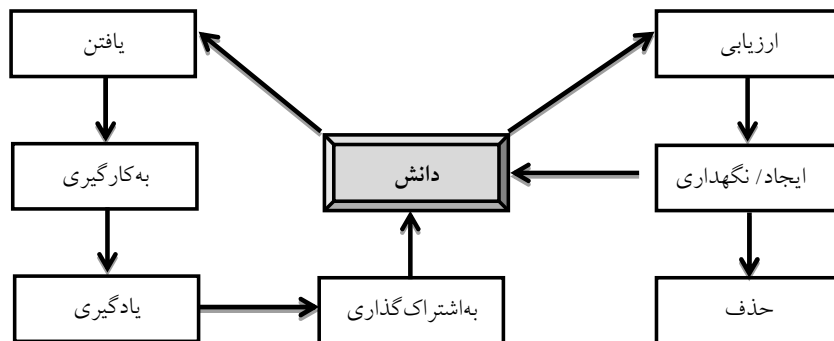 ارزیابی
یافتن
دانش
ایجاد/ نگهداری
به‌کارگیری
حذف
به‌اشتراک‌گذاری
یادگیری